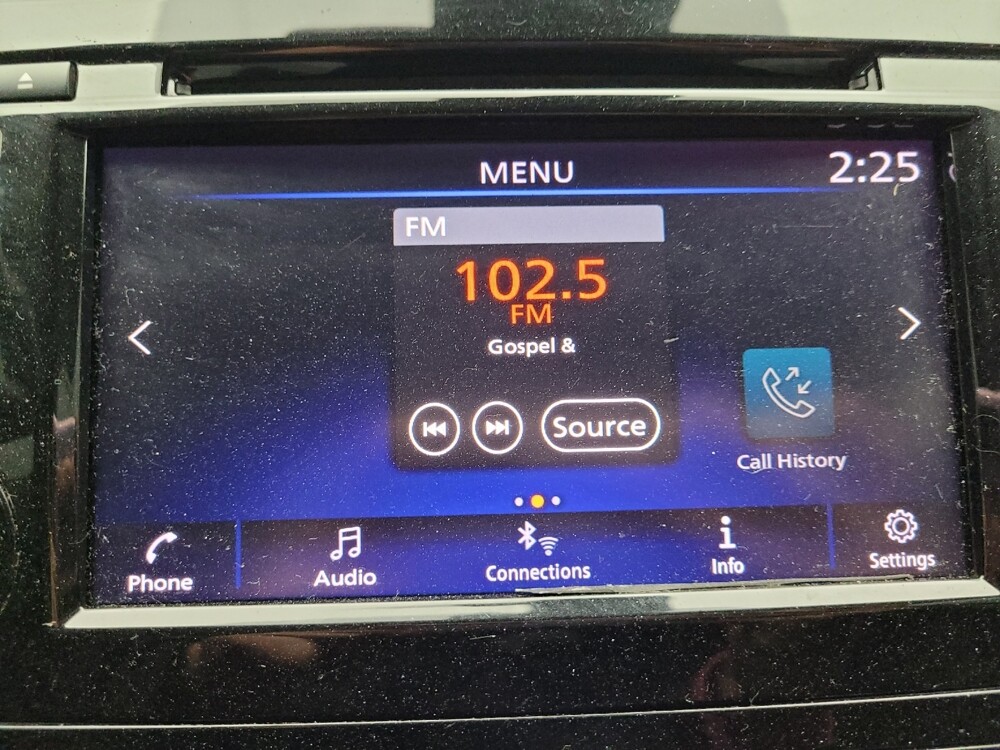 MENU
2:25
FM
102.5
FM
Gospel &
Source
Call History
Phone
Audio
Connections
Info
Settings